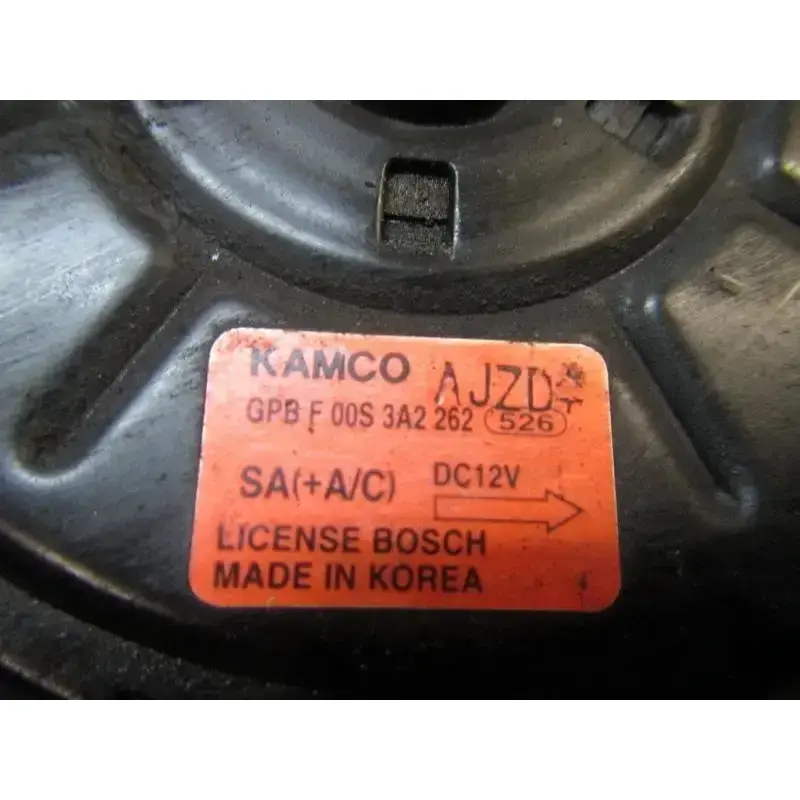 KAMCO AJZD
GPB F 00S 3A2 262 526
SA(+A/C) DC12V
LICENSE BOSCH
MADE IN KOREA